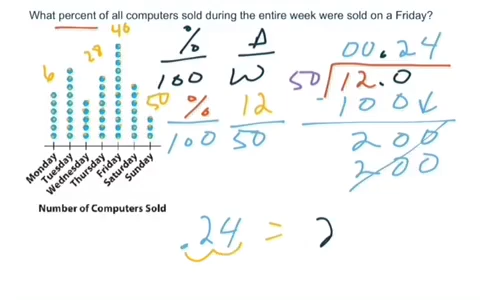 What percent of all computers sold during the entire week were sold on a Friday?
6 28 40 50
Monday Tuesday Wednesday Thursday Friday Saturday Sunday
Number of Computers Sold
% A
100 W
% 12
100 50
00.24
50 12.0
- 100
200
200
.24 = 2